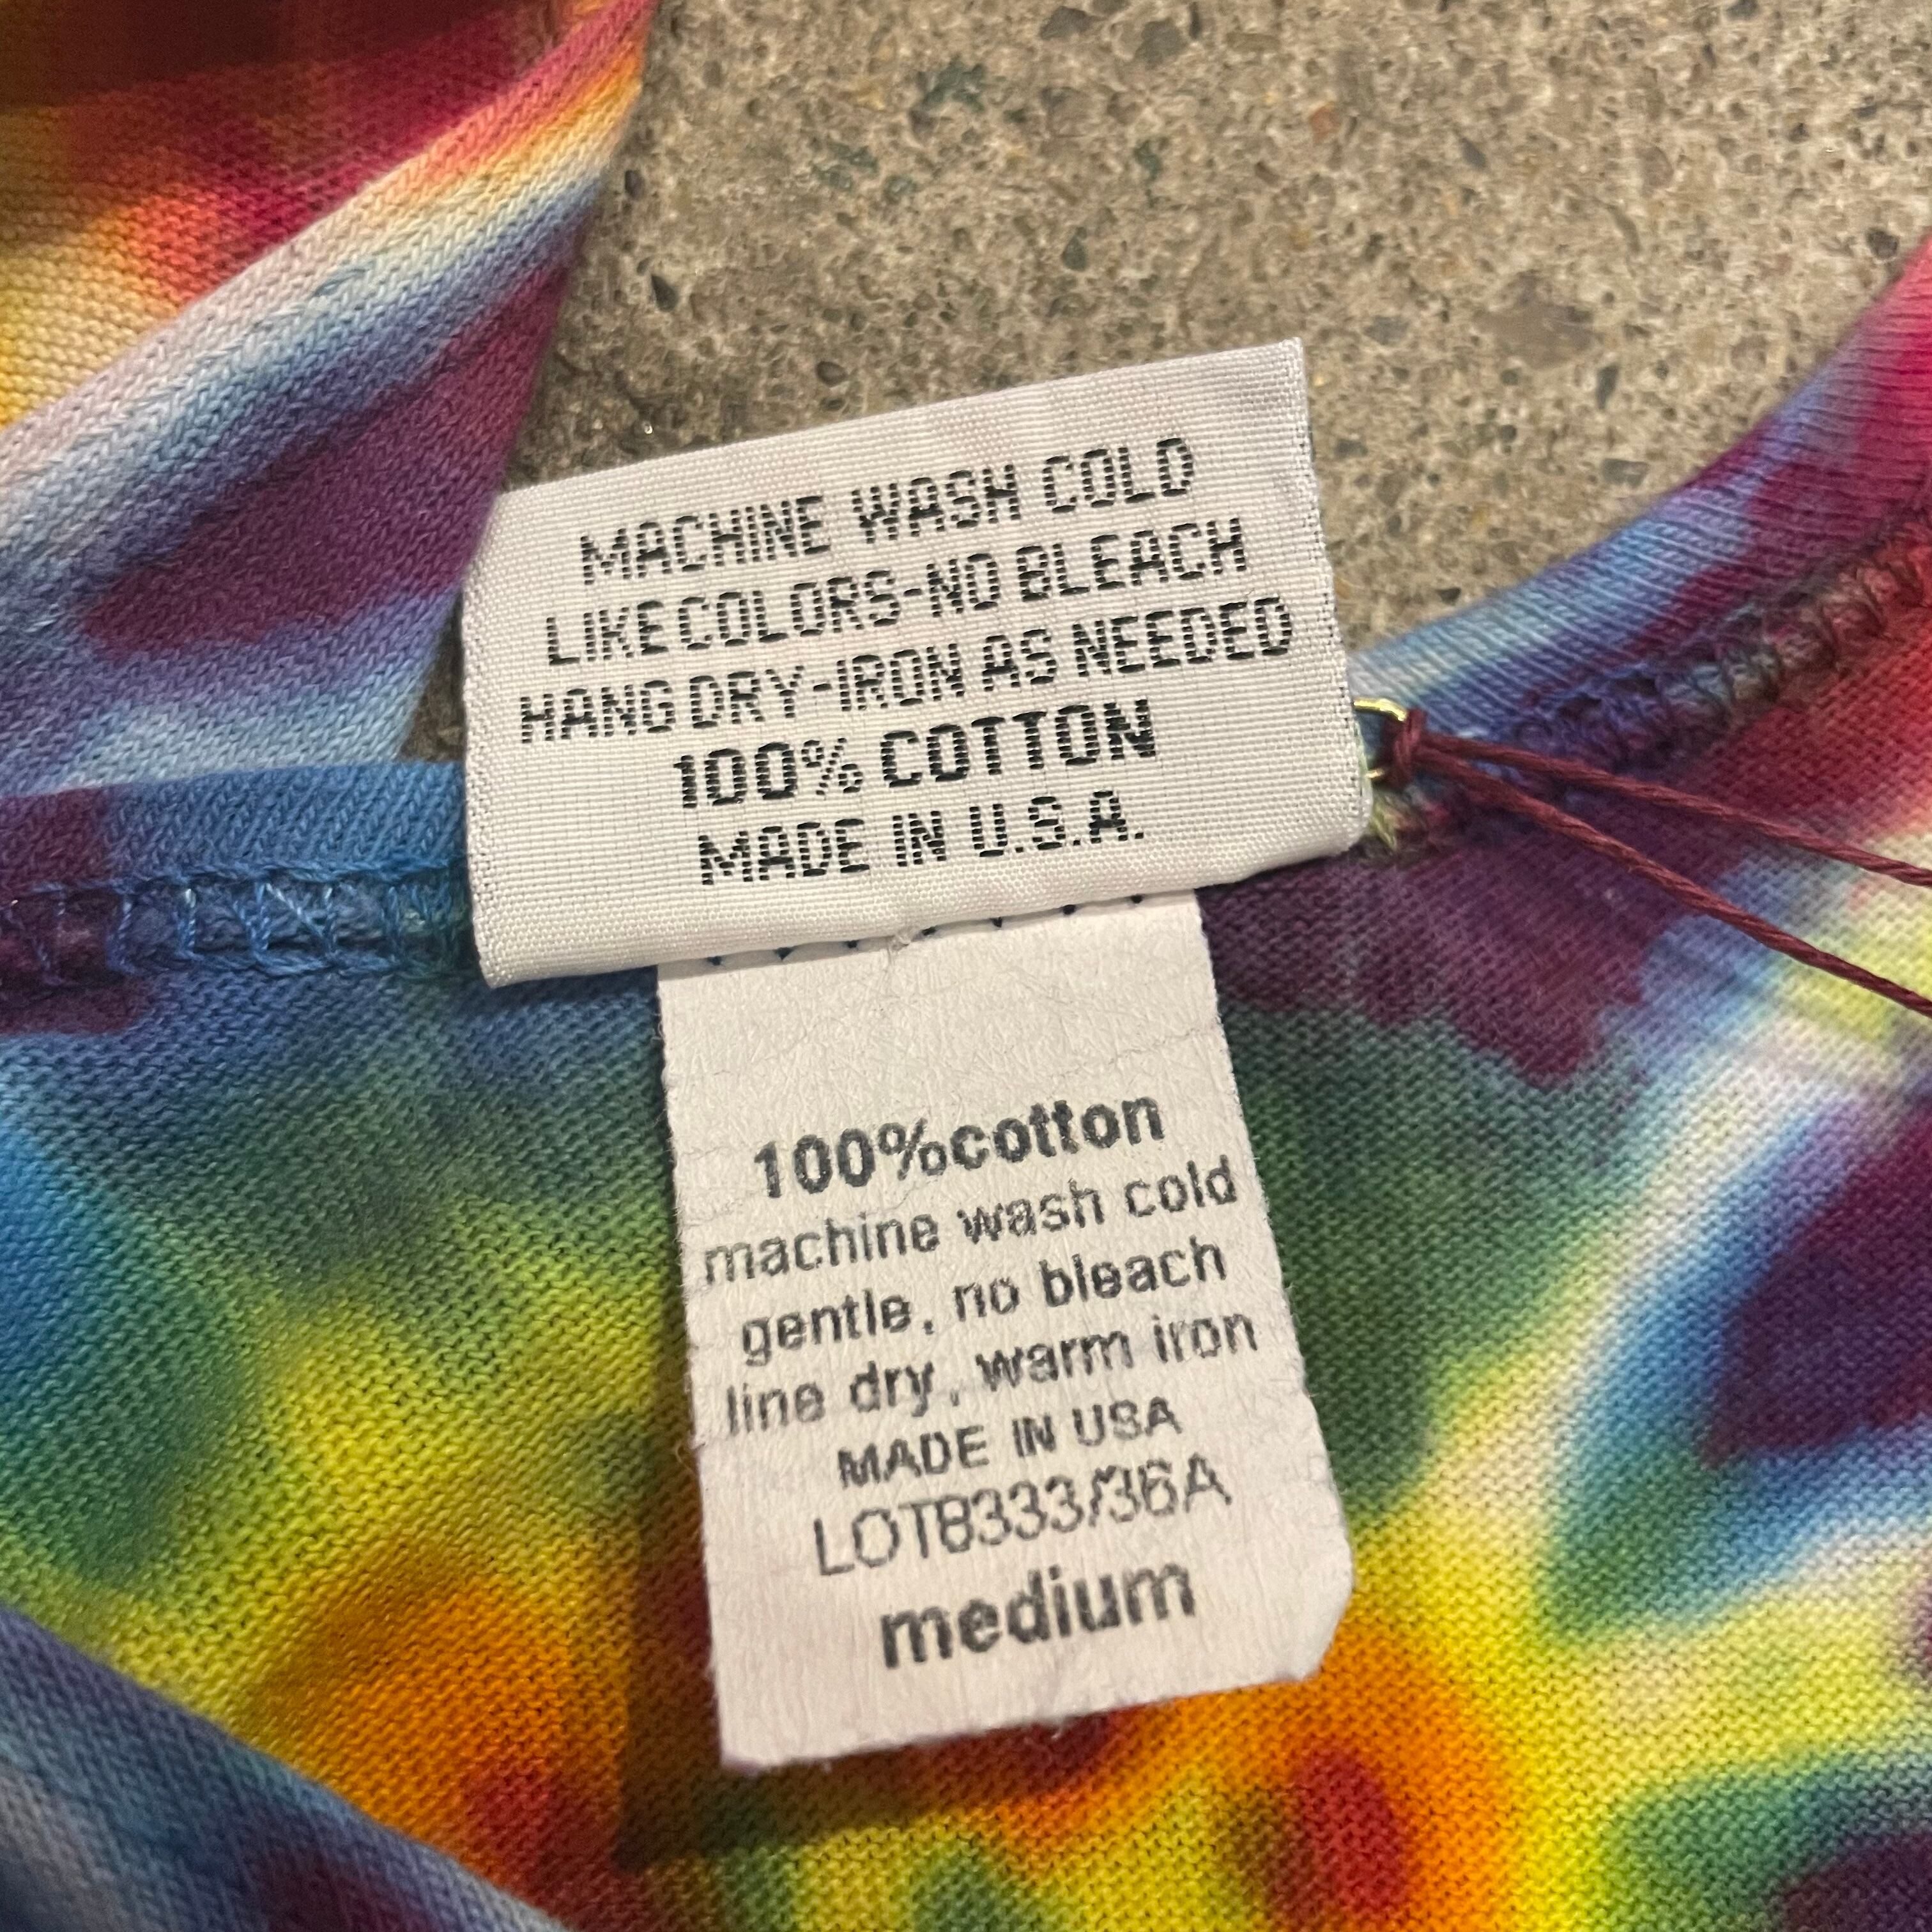 MACHINE WASH COLD
LIKE COLORS-NO BLEACH
HANG DRY-IRON AS NEEDED
100% COTTON
MADE IN U.S.A.
100%cotton
machine wash cold
gentle, no bleach
line dry, warm iron
MADE IN USA
LOT8333/36A
medium